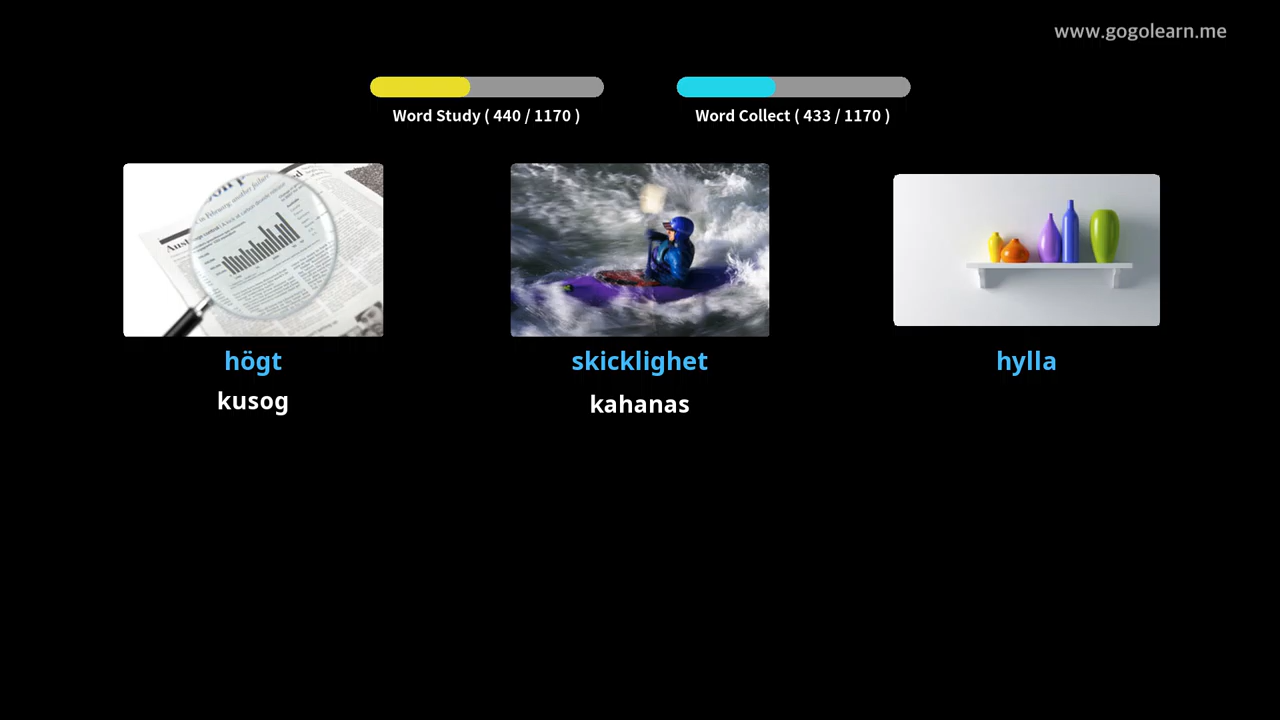 www.gogolearn.me
Word Study ( 440 / 1170 )
Word Collect ( 433 / 1170 )
högt
skicklighet
hylla
kusog
kahanas